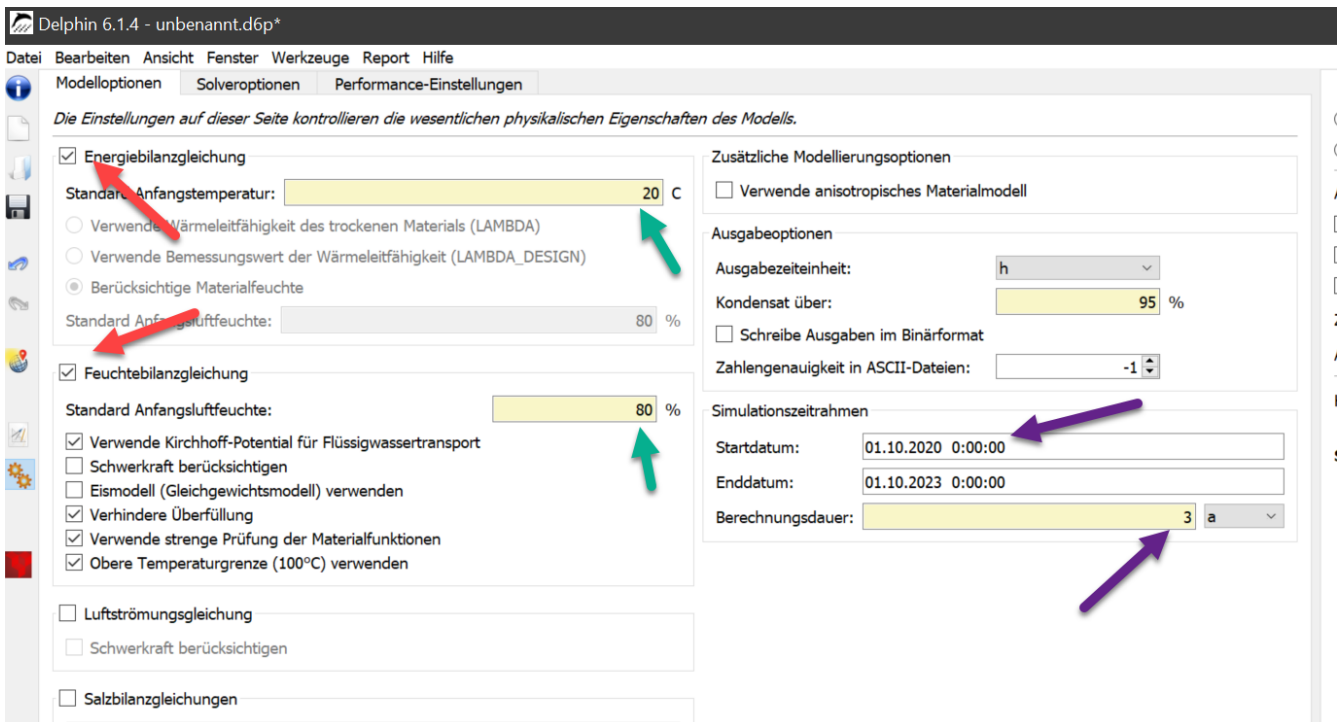 Delphin 6.1.4 - unbenannt.d6p*
Datei Bearbeiten Ansicht Fenster Werkzeuge Report Hilfe
Modelloptionen Solveroptionen Performance-Einstellungen
Die Einstellungen auf dieser Seite kontrollieren die wesentlichen physikalischen Eigenschaften des Modells.
Energiebilanzgleichung
Standard Anfangstemperatur: 20 C
Verwende Wärmeleitfähigkeit des trockenen Materials (LAMBDA)
Verwende Bemessungswert der Wärmeleitfähigkeit (LAMBDA_DESIGN)
Berücksichtige Materialfeuchte
Standard Anfangsluftfeuchte: 80 %
Feuchtebilanzgleichung
Standard Anfangsluftfeuchte: 80 %
Verwende Kirchhoff-Potential für Flüssigwassertransport
Schwerkraft berücksichtigen
Eismodell (Gleichgewichtsmodell) verwenden
Verhindere Überfüllung
Verwende strenge Prüfung der Materialfunktionen
Obere Temperaturgrenze (100°C) verwenden
Luftströmungsgleichung
Schwerkraft berücksichtigen
Salzbilanzgleichungen
Zusätzliche Modellierungsoptionen
Verwende anisotropisches Materialmodell
Ausgabeoptionen
Ausgabezeiteinheit: h
Kondensat über: 95 %
Schreibe Ausgaben im Binärformat
Zahlengenauigkeit in ASCII-Dateien: -1
Simulationszeitrahmen
Startdatum: 01.10.2020 0:00:00
Enddatum: 01.10.2023 0:00:00
Berechnungsdauer: 3 a